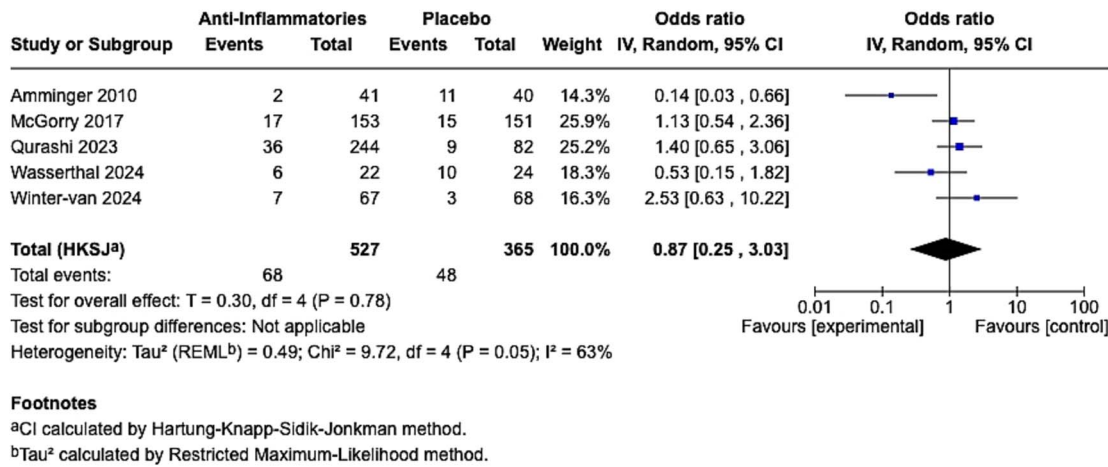 Anti-Inflammatories Placebo Odds ratio Odds ratio
Study or Subgroup Events Total Events Total Weight IV, Random, 95% CI IV, Random, 95% CI
Amminger 2010 2 41 11 40 14.3% 0.14 [0.03 , 0.66]
McGorry 2017 17 153 15 151 25.9% 1.13 [0.54 , 2.36]
Qurashi 2023 36 244 9 82 25.2% 1.40 [0.65 , 3.06]
Wasserthal 2024 6 22 10 24 18.3% 0.53 [0.15 , 1.82]
Winter-van 2024 7 67 3 68 16.3% 2.53 [0.63 , 10.22]
Total (HKSJᵃ) 527 365 100.0% 0.87 [0.25 , 3.03]
Total events: 68 48
Test for overall effect: T = 0.30, df = 4 (P = 0.78)
0.01 0.1 1 10 100
Test for subgroup differences: Not applicable
Favours [experimental] Favours [control]
Heterogeneity: Tau² (REMLᵇ) = 0.49; Chi² = 9.72, df = 4 (P = 0.05); I² = 63%
Footnotes
ᵃCI calculated by Hartung-Knapp-Sidik-Jonkman method.
ᵇTau² calculated by Restricted Maximum-Likelihood method.